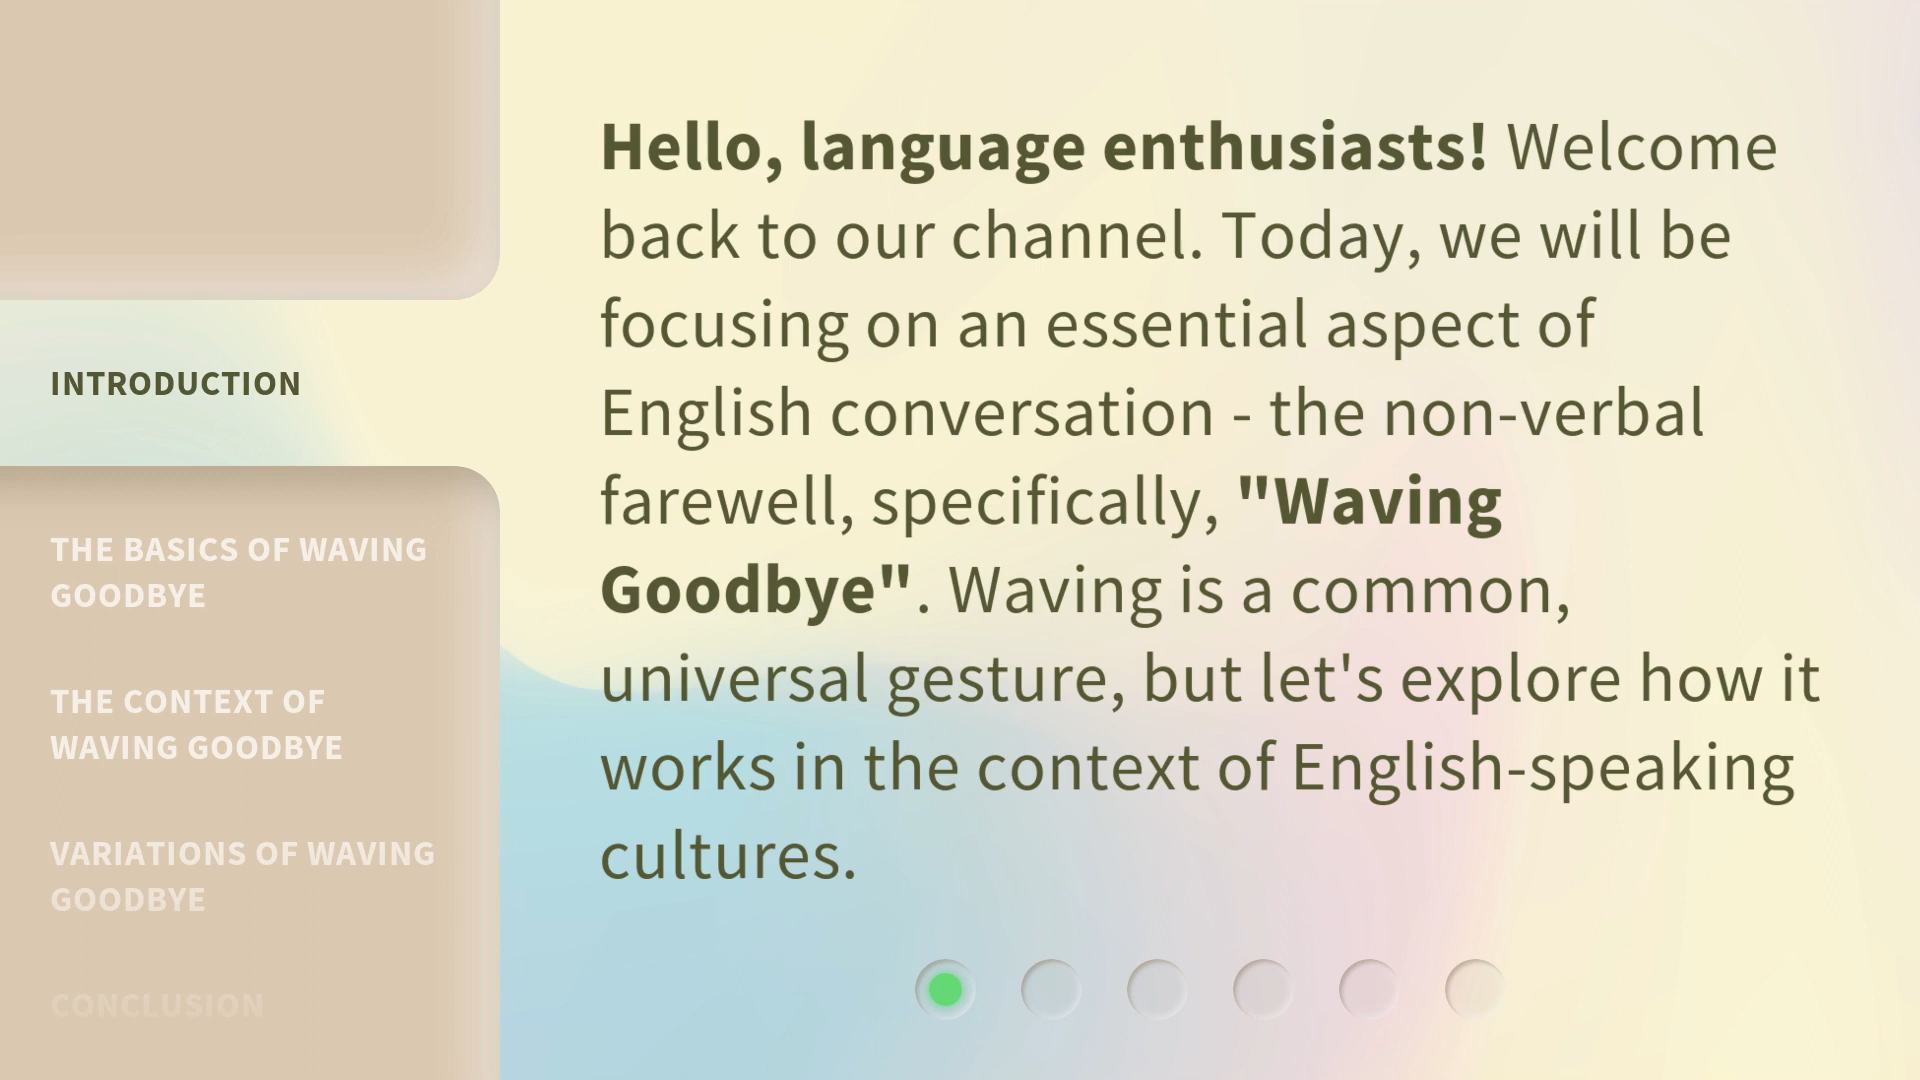 INTRODUCTION
THE BASICS OF WAVING
GOODBYE
THE CONTEXT OF
WAVING GOODBYE
VARIATIONS OF WAVING
GOODBYE
CONCLUSION
Hello, language enthusiasts! Welcome
back to our channel. Today, we will be
focusing on an essential aspect of
English conversation - the non-verbal
farewell, specifically, "Waving
Goodbye". Waving is a common,
universal gesture, but let's explore how it
works in the context of English-speaking
cultures.